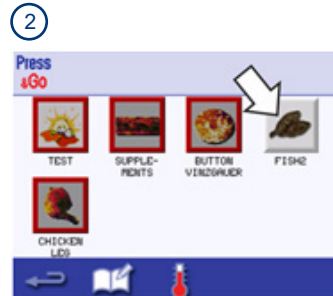 2
Press
&Go
TEST
SUPPLE-
MENTS
BUTTON
VINZGAUER
FISH2
CHICKEN
LEG